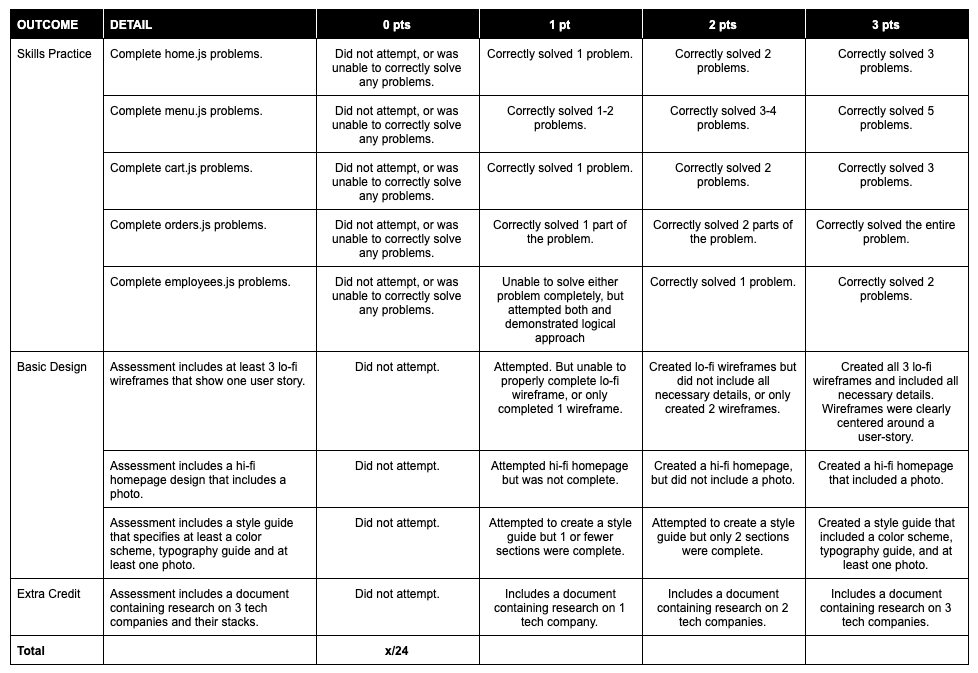 OUTCOME DETAIL 0 pts 1 pt 2 pts 3 pts
Skills Practice
Complete home.js problems.
Did not attempt, or was
unable to correctly solve
any problems.
Correctly solved 1 problem.
Correctly solved 2
problems.
Correctly solved 3
problems.
Complete menu.js problems.
Did not attempt, or was
unable to correctly solve
any problems.
Correctly solved 1-2
problems.
Correctly solved 3-4
problems.
Correctly solved 5
problems.
Complete cart.js problems.
Did not attempt, or was
unable to correctly solve
any problems.
Correctly solved 1 problem.
Correctly solved 2
problems.
Correctly solved 3
problems.
Complete orders.js problems.
Did not attempt, or was
unable to correctly solve
any problems.
Correctly solved 1 part of
the problem.
Correctly solved 2 parts of
the problem.
Correctly solved the entire
problem.
Complete employees.js problems.
Did not attempt, or was
unable to correctly solve
any problems.
Unable to solve either
problem completely, but
attempted both and
demonstrated logical
approach
Correctly solved 1 problem.
Correctly solved 2
problems.
Basic Design
Assessment includes at least 3 lo-fi
wireframes that show one user story.
Did not attempt.
Attempted. But unable to
properly complete lo-fi
wireframe, or only
completed 1 wireframe.
Created lo-fi wireframes but
did not include all
necessary details, or only
created 2 wireframes.
Created all 3 lo-fi
wireframes and included all
necessary details.
Wireframes were clearly
centered around a
user-story.
Assessment includes a hi-fi
homepage design that includes a
photo.
Did not attempt.
Attempted hi-fi homepage
but was not complete.
Created a hi-fi homepage,
but did not include a photo.
Created a hi-fi homepage
that included a photo.
Assessment includes a style guide
that specifies at least a color
scheme, typography guide and at
least one photo.
Did not attempt.
Attempted to create a style
guide but 1 or fewer
sections were complete.
Attempted to create a style
guide but only 2 sections
were complete.
Created a style guide that
included a color scheme,
typography guide, and at
least one photo.
Extra Credit
Assessment includes a document
containing research on 3 tech
companies and their stacks.
Did not attempt.
Includes a document
containing research on 1
tech company.
Includes a document
containing research on 2
tech companies.
Includes a document
containing research on 3
tech companies.
Total x/24